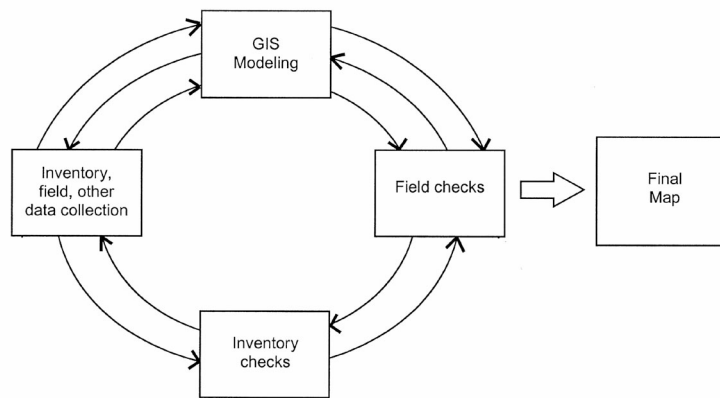 GIS
Modeling
Inventory,
field, other
data collection
Field checks
Final
Map
Inventory
checks